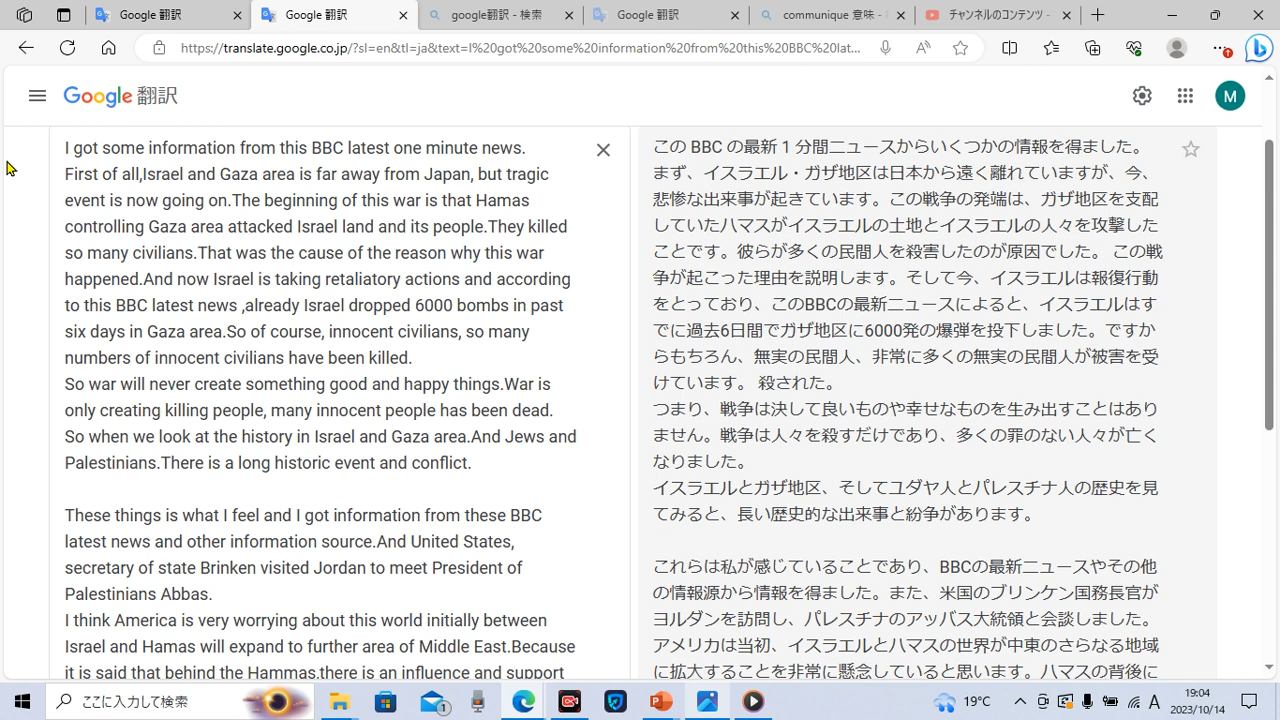 Google 翻訳
Google 翻訳
google翻訳 - 検索
Google 翻訳
communique 意味 - 
チャンネルのコンテンツ -
https://translate.google.co.jp/?sl=en&tl=ja&text=I%20got%20some%20information%20from%20this%20BBC%20lat...
Google 翻訳
M
I got some information from this BBC latest one minute news.
First of all,Israel and Gaza area is far away from Japan, but tragic
event is now going on.The beginning of this war is that Hamas
controlling Gaza area attacked Israel land and its people.They killed
so many civilians.That was the cause of the reason why this war
happened.And now Israel is taking retaliatory actions and according
to this BBC latest news ,already Israel dropped 6000 bombs in past
six days in Gaza area.So of course, innocent civilians, so many
numbers of innocent civilians have been killed.
So war will never create something good and happy things.War is
only creating killing people, many innocent people has been dead.
So when we look at the history in Israel and Gaza area.And Jews and
Palestinians.There is a long historic event and conflict.
These things is what I feel and I got information from these BBC
latest news and other information source.And United States,
secretary of state Brinken visited Jordan to meet President of
Palestinians Abbas.
I think America is very worrying about this world initially between
Israel and Hamas will expand to further area of Middle East.Because
it is said that behind the Hammas,there is an influence and support
この BBC の最新 1 分間ニュースからいくつかの情報を得ました。
まず、イスラエル・ガザ地区は日本から遠く離れていますが、今、
悲惨な出来事が起きています。この戦争の発端は、ガザ地区を支配
していたハマスがイスラエルの土地とイスラエルの人々を攻撃した
ことです。彼らが多くの民間人を殺害したのが原因でした。 この戦
争が起こった理由を説明します。そして今、イスラエルは報復行動
をとっており、このBBCの最新ニュースによると、イスラエルはす
でに過去6日間でガザ地区に6000発の爆弾を投下しました。ですか
らもちろん、無実の民間人、非常に多くの無実の民間人が被害を受
けています。 殺された。
つまり、戦争は決して良いものや幸せなものを生み出すことはあり
ません。戦争は人々を殺すだけであり、多くの罪のない人々が亡く
なりました。
イスラエルとガザ地区、そしてユダヤ人とパレスチナ人の歴史を見
てみると、長い歴史的な出来事と紛争があります。
これらは私が感じていることであり、BBCの最新ニュースやその他
の情報源から情報を得ました。また、米国のブリンケン国務長官が
ヨルダンを訪問し、パレスチナのアッバス大統領と会談しました。
アメリカは当初、イスラエルとハマスの世界が中東のさらなる地域
に拡大することを非常に懸念していると思います。ハマスの背後に
ここに入力して検索
1
19°C
A
19:04
2023/10/14